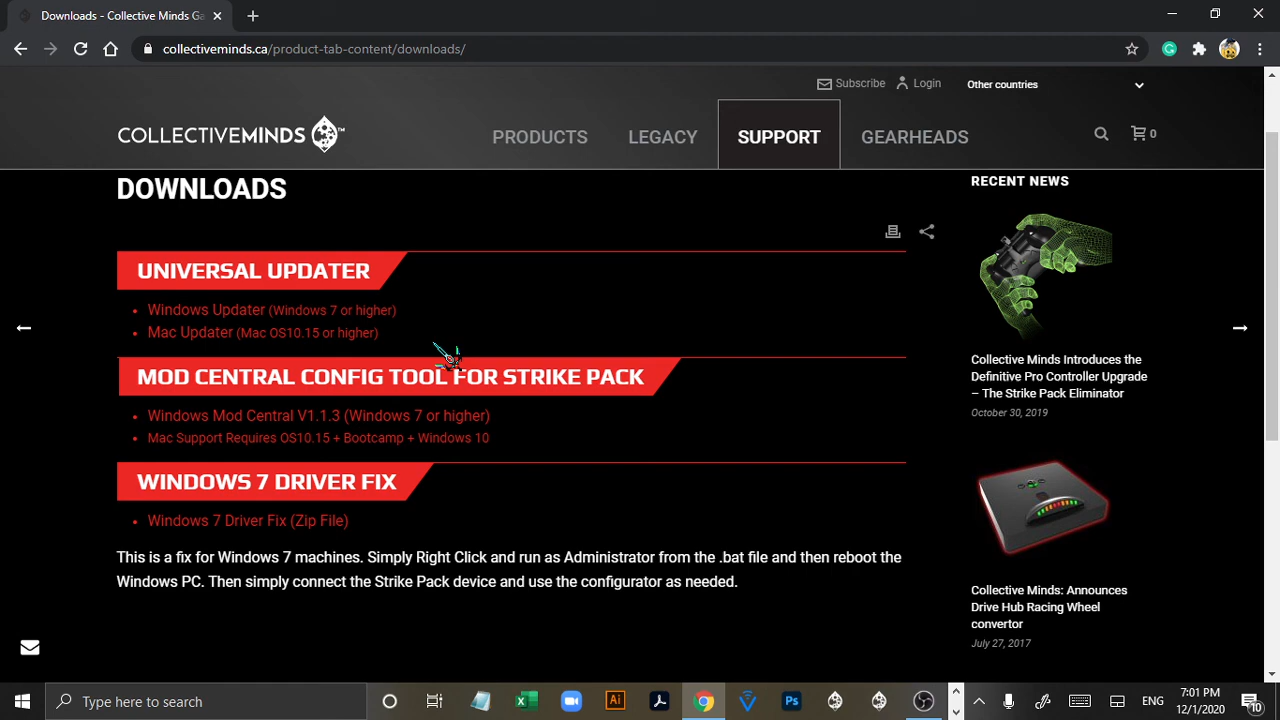 Downloads - Collective Minds Ga
collectiveminds.ca/product-tab-content/downloads/
Subscribe
Login
Other countries
COLLECTIVEMINDS
PRODUCTS
LEGACY
SUPPORT
GEARHEADS
0
DOWNLOADS
UNIVERSAL UPDATER
• Windows Updater (Windows 7 or higher)
• Mac Updater (Mac OS10.15 or higher)
MOD CENTRAL CONFIG TOOL FOR STRIKE PACK
• Windows Mod Central V1.1.3 (Windows 7 or higher)
• Mac Support Requires OS10.15 + Bootcamp + Windows 10
WINDOWS 7 DRIVER FIX
• Windows 7 Driver Fix (Zip File)
This is a fix for Windows 7 machines. Simply Right Click and run as Administrator from the .bat file and then reboot the
Windows PC. Then simply connect the Strike Pack device and use the configurator as needed.
RECENT NEWS
Collective Minds Introduces the
Definitive Pro Controller Upgrade
– The Strike Pack Eliminator
October 30, 2019
Collective Minds: Announces
Drive Hub Racing Wheel
convertor
July 27, 2017
Type here to search
Ai
Ps
ENG
7:01 PM
12/1/2020
10